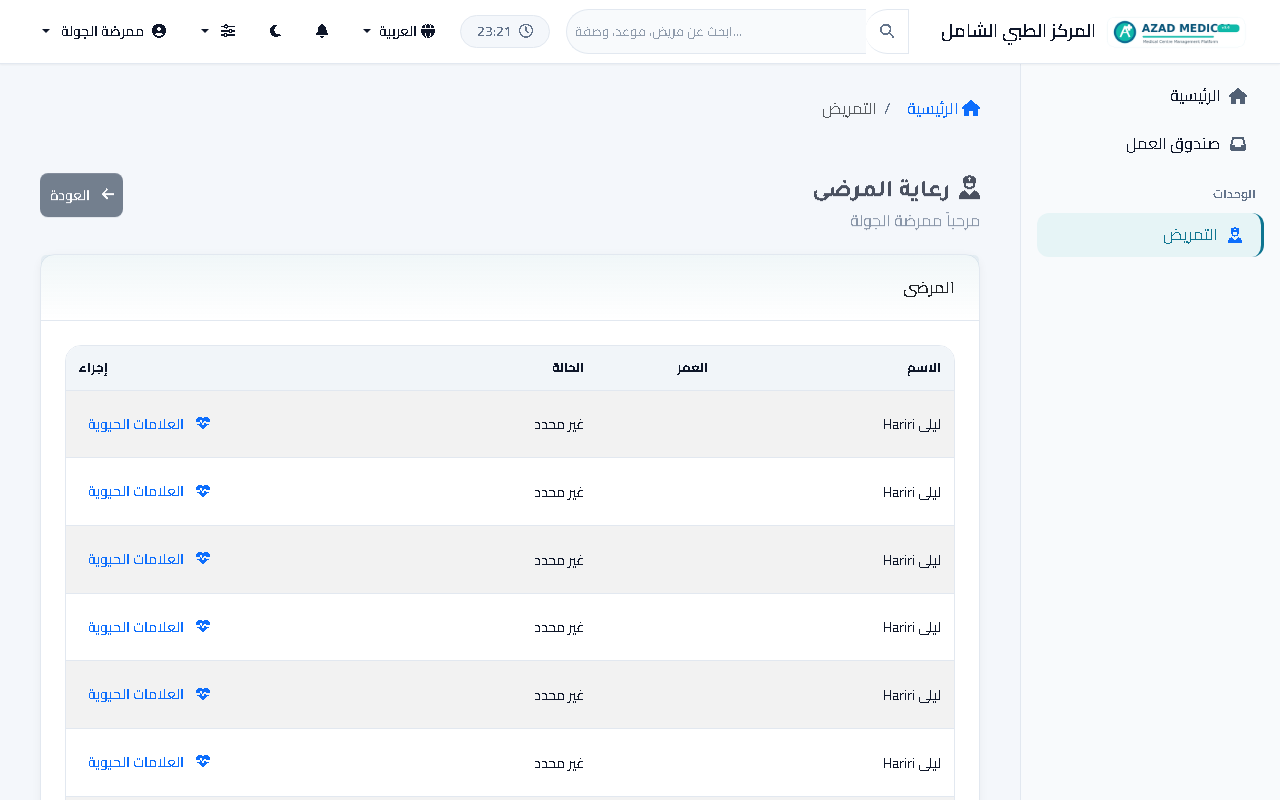 AZAD MEDICAL
Medical Centre Management Platform
المركز الطبي الشامل
ابحث عن مريض، موعد، وصفة...
23:21
العربية
ممرضة الجولة
الرئيسية
صندوق العمل
الوحدات
التمريض
الرئيسية / التمريض
رعاية المرضى
مرحباً ممرضة الجولة
العودة
المرضى
الاسم العمر الحالة إجراء
ليلى Hariri غير محدد العلامات الحيوية
ليلى Hariri غير محدد العلامات الحيوية
ليلى Hariri غير محدد العلامات الحيوية
ليلى Hariri غير محدد العلامات الحيوية
ليلى Hariri غير محدد العلامات الحيوية
ليلى Hariri غير محدد العلامات الحيوية